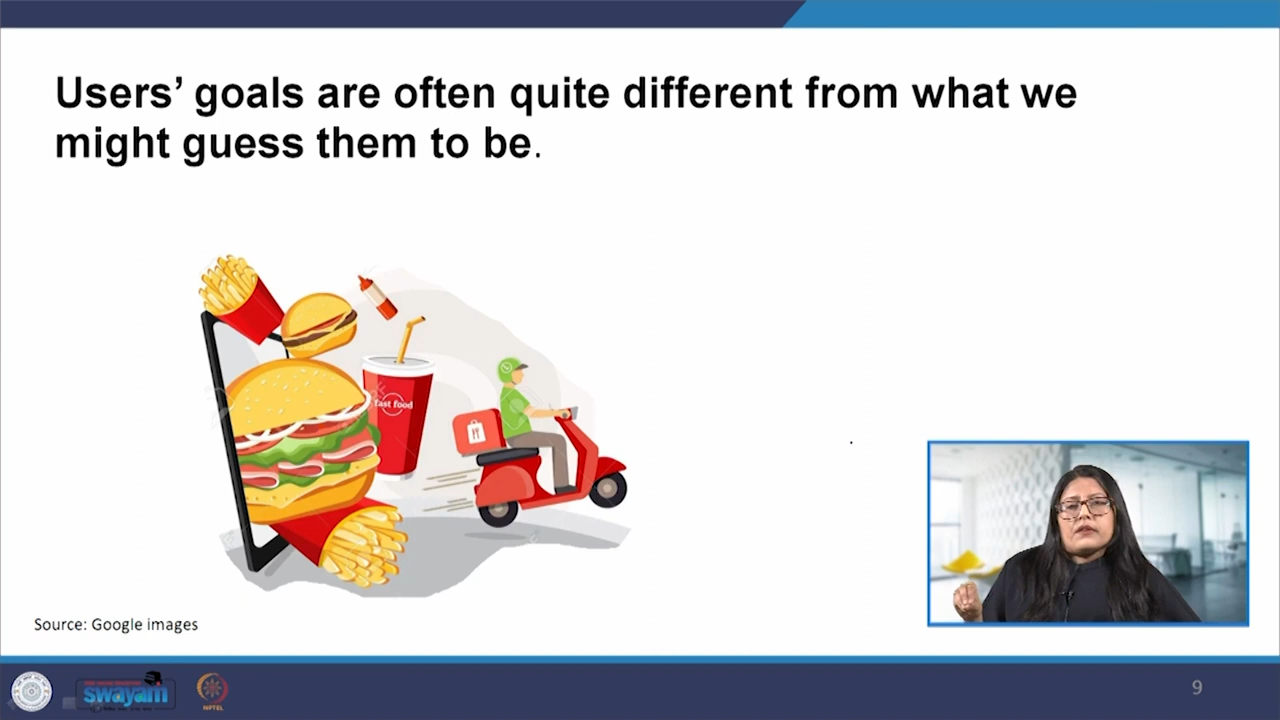 Users’ goals are often quite different from what we
might guess them to be.
fast food
Source: Google images
swayam
NPTEL
9